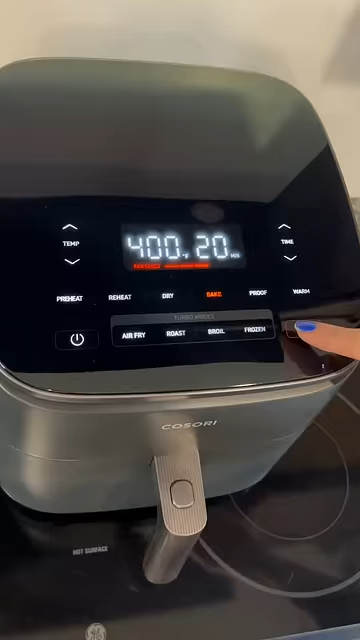 400°F 20 MIN
TEMP
TIME
PREHEAT REHEAT DRY BAKE PROOF WARM
TURBO MODES
AIR FRY ROAST BROIL FROZEN
COSORI
HOT SURFACE
GE